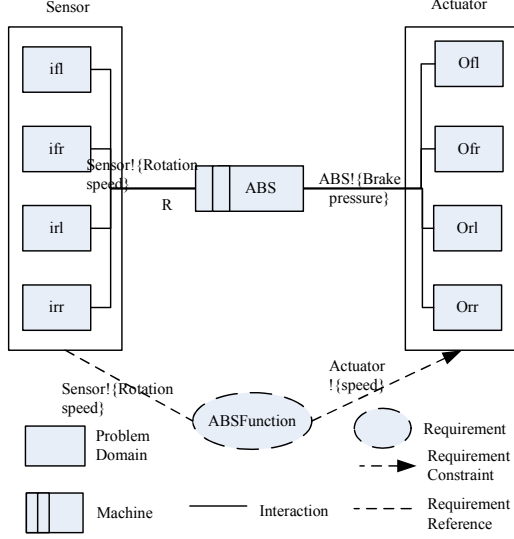 Sensor
Actuator
ifl
ifr
irl
irr
Sensor!{Rotation
speed}
R
ABS
ABS!{Brake
pressure}
Ofl
Ofr
Orl
Orr
Sensor!{Rotation
speed}
ABSFunction
Actuator
!{speed}
Problem
Domain
Requirement
Requirement
Constraint
Machine
Interaction
Requirement
Reference